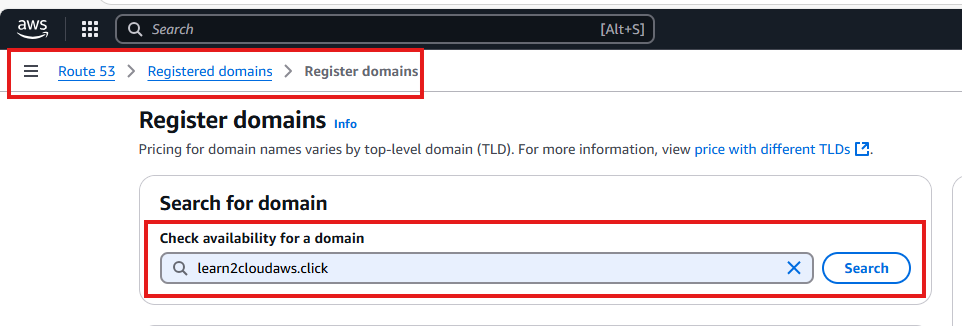 aws
Search [Alt+S]
Route 53 > Registered domains > Register domains
Register domains Info
Pricing for domain names varies by top-level domain (TLD). For more information, view price with different TLDs.
Search for domain
Check availability for a domain
learn2cloudaws.click Search